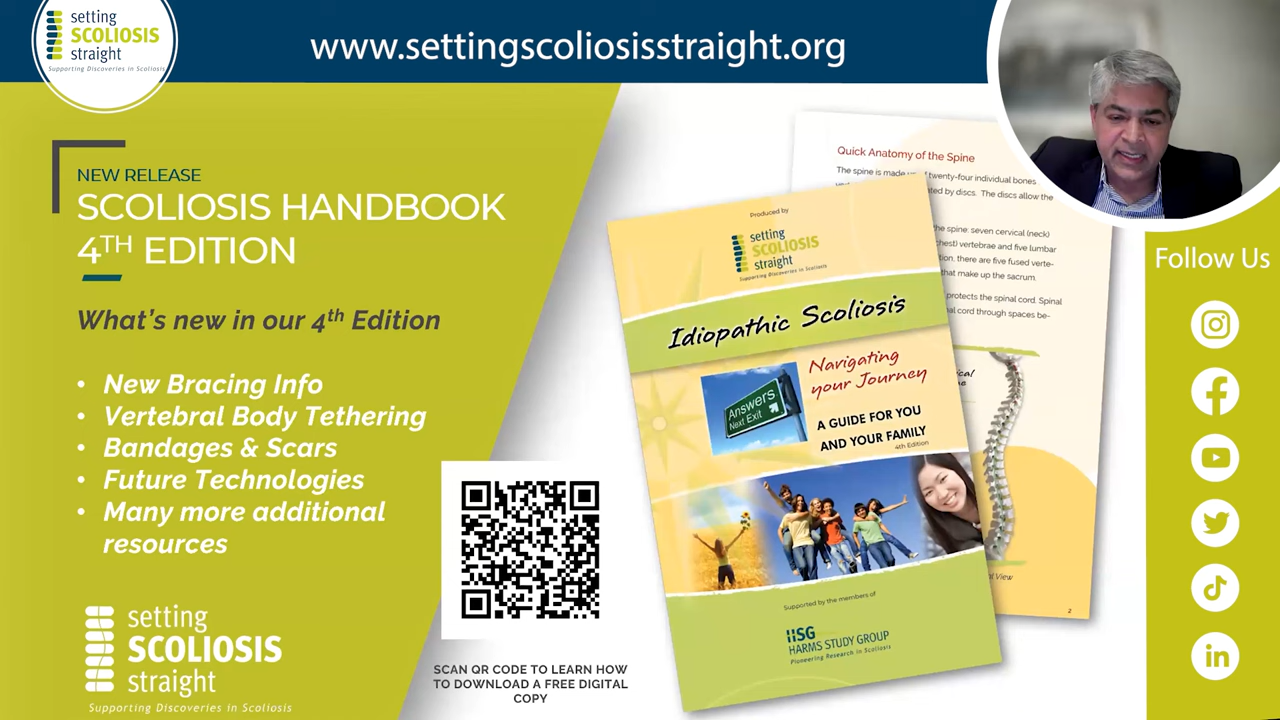 setting
SCOLIOSIS
straight
Supporting Discoveries in Scoliosis
www.settingscoliosisstraight.org
NEW RELEASE
SCOLIOSIS HANDBOOK
4TH EDITION
What's new in our 4th Edition
• New Bracing Info
• Vertebral Body Tethering
• Bandages & Scars
• Future Technologies
• Many more additional
resources
setting
SCOLIOSIS
straight
Supporting Discoveries in Scoliosis
SCAN QR CODE TO LEARN HOW
TO DOWNLOAD A FREE DIGITAL
COPY
Produced by
setting
SCOLIOSIS
straight
Supporting Discoveries in Scoliosis
Idiopathic Scoliosis
Answers
Next Exit
Navigating
your Journey
A GUIDE FOR YOU
AND YOUR FAMILY
4th Edition
Supported by the members of
HSG
HARMS STUDY GROUP
Pioneering Research in Scoliosis
Quick Anatomy of the Spine
The spine is made of twenty-four individual bones
ted by discs. The discs allow the
the spine: seven cervical (neck)
chest) vertebrae and five lumbar
tion, there are five fused verte-
that make up the sacrum.
protects the spinal cord. Spinal
al cord through spaces be-
ical
ne
al View
2
Follow Us